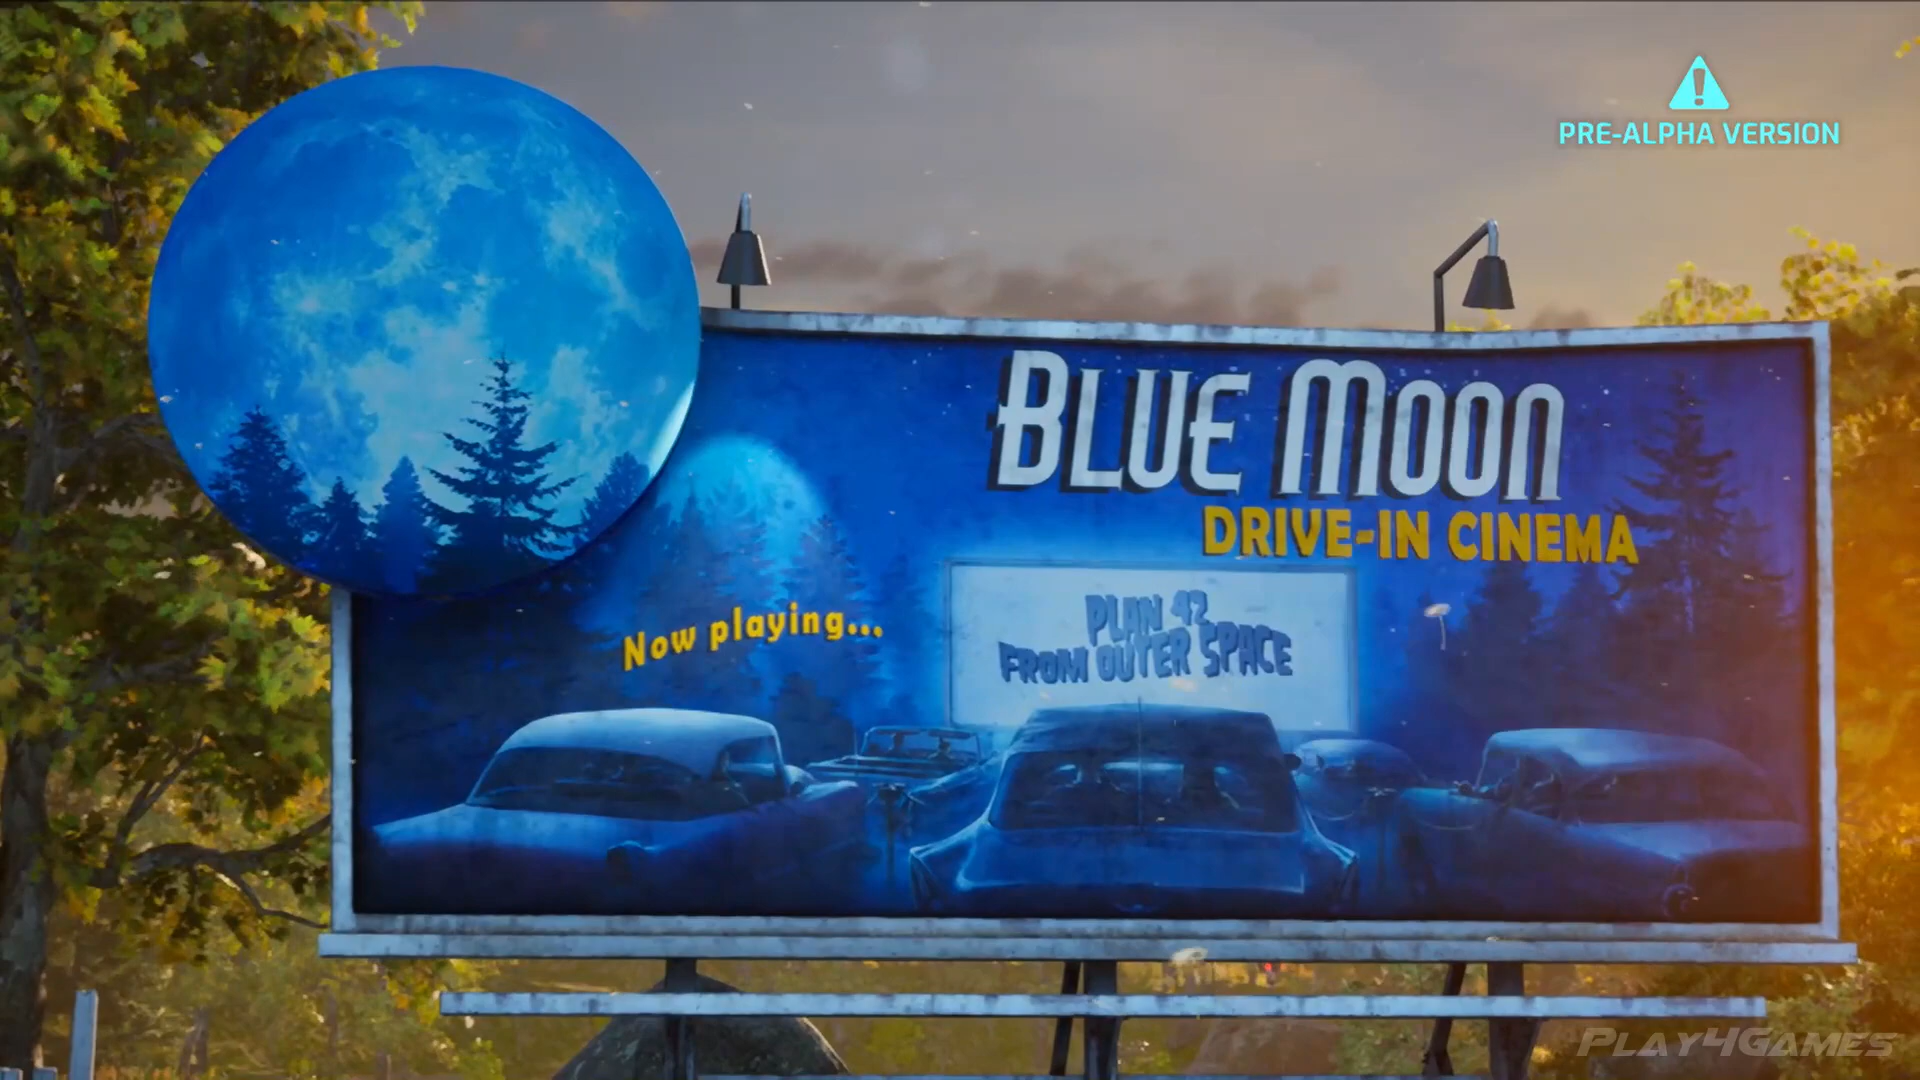 PRE-ALPHA VERSION
BLUE MOON
DRIVE-IN CINEMA
Now playing...
PLAN 42
FROM OUTER SPACE
PLAY4GAMES